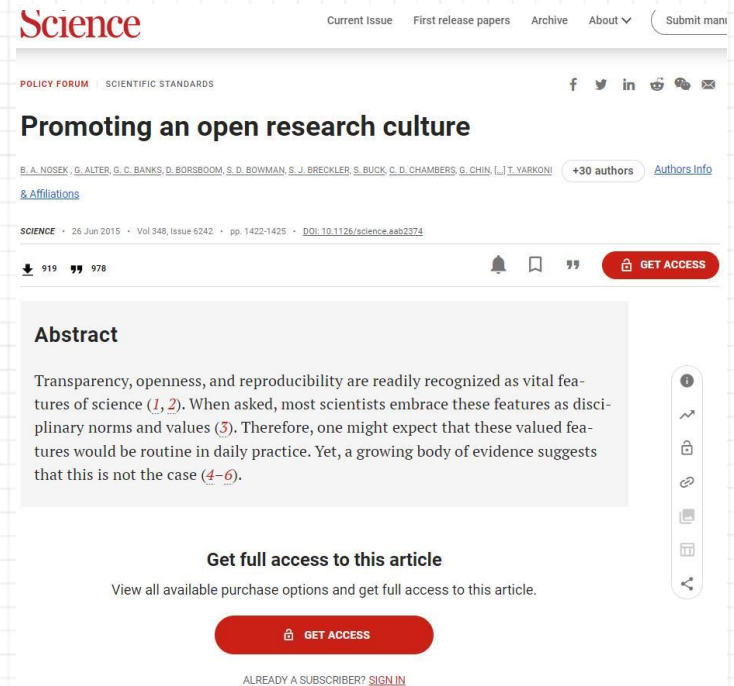 Science
Current Issue First release papers Archive About
POLICY FORUM SCIENTIFIC STANDARDS
Promoting an open research culture
B. A. NOSEK , G. ALTER, G. C. BANKS, D. BORSBOOM, S. D. BOWMAN, S. J. BRECKLER, S. BUCK, C. D. CHAMBERS, G. CHIN, [...] T. YARKONI +30 authors Authors Info
& Affiliations
SCIENCE • 26 Jun 2015 • Vol 348, Issue 6242 • pp. 1422-1425 • DOI: 10.1126/science.aab2374
919 978 GET ACCESS
Abstract
Transparency, openness, and reproducibility are readily recognized as vital fea-
tures of science (1, 2). When asked, most scientists embrace these features as disci-
plinary norms and values (3). Therefore, one might expect that these valued fea-
tures would be routine in daily practice. Yet, a growing body of evidence suggests
that this is not the case (4–6).
Get full access to this article
View all available purchase options and get full access to this article.
GET ACCESS
ALREADY A SUBSCRIBER? SIGN IN